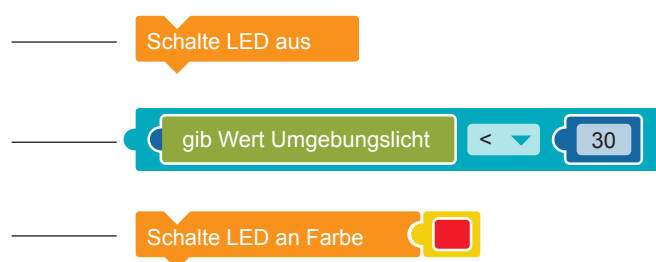 Schalte LED aus
gib Wert Umgebungslicht < 30
Schalte LED an Farbe